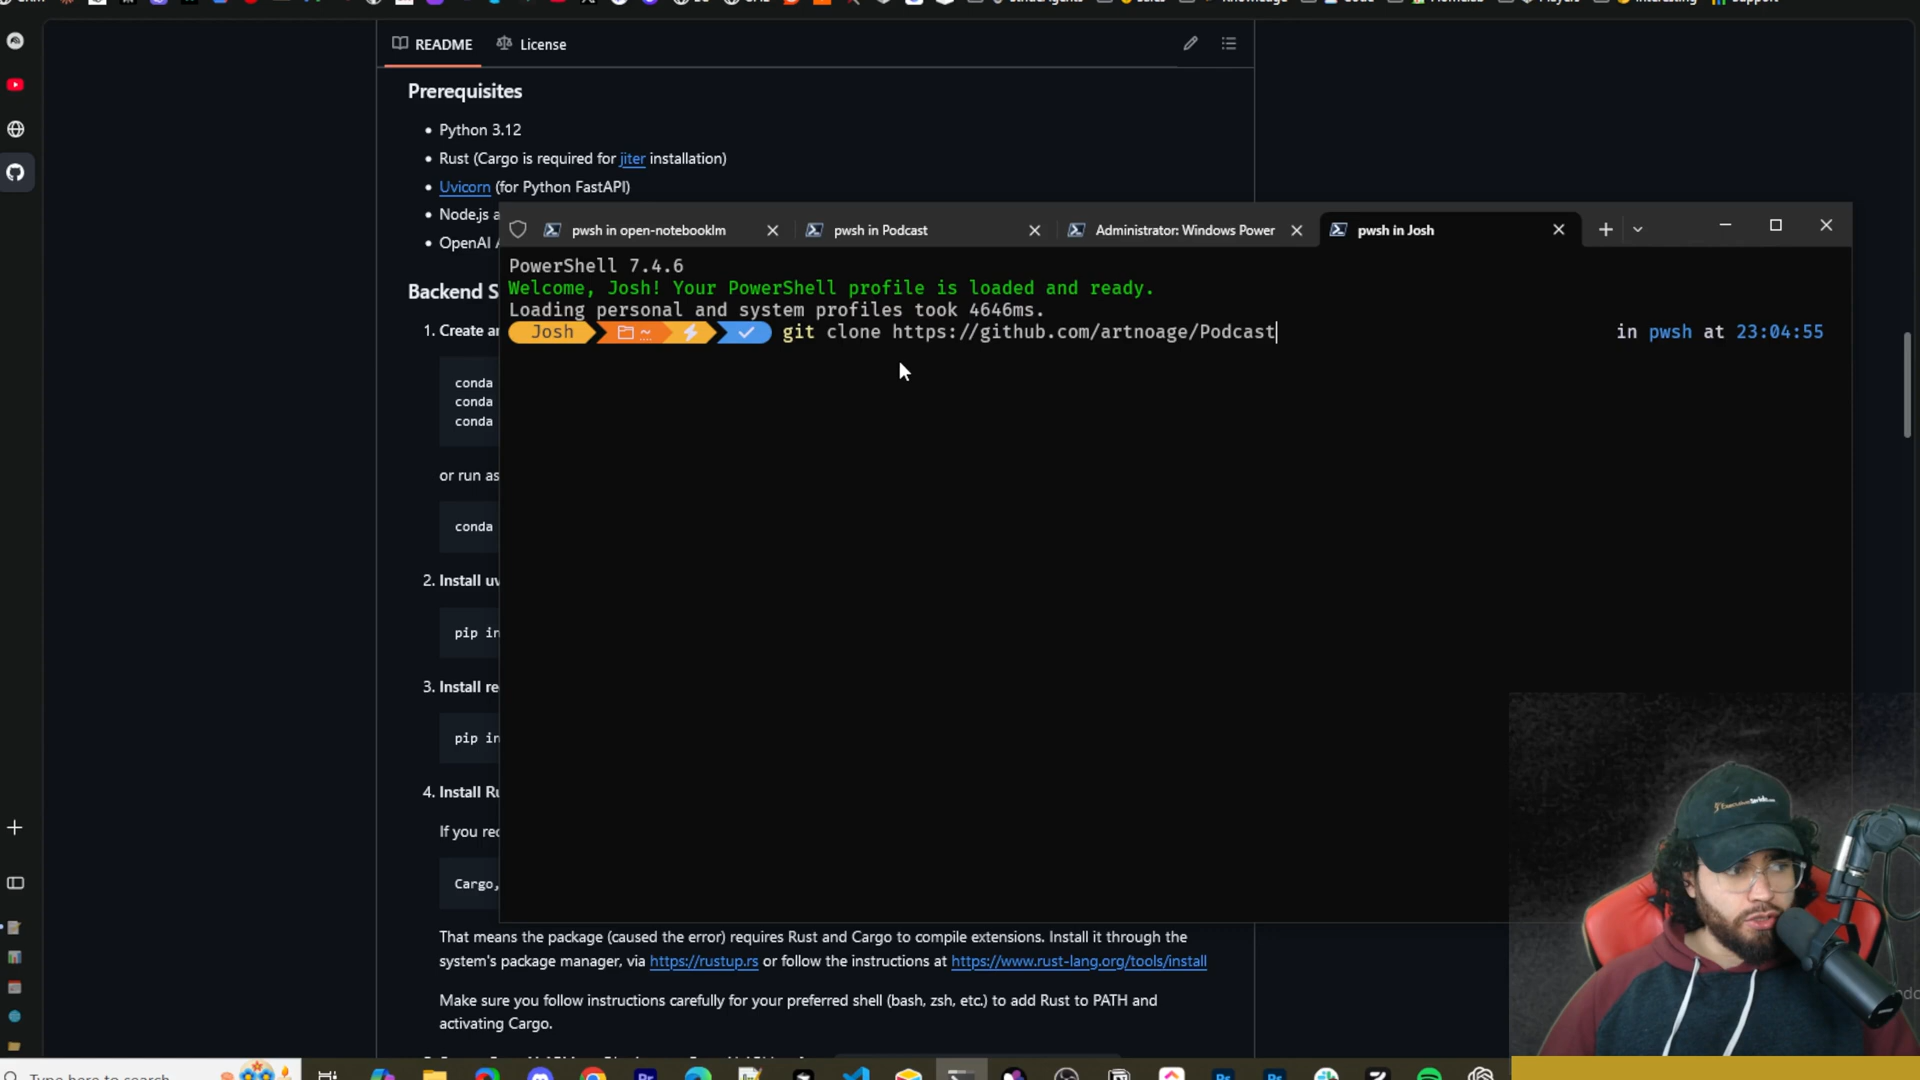 README
License
Prerequisites
Python 3.12
Rust (Cargo is required for jiter installation)
Uvicorn (for Python FastAPI)
Node.js
OpenAI
pwsh in open-notebooklm
pwsh in Podcast
Administrator: Windows Power
pwsh in Josh
PowerShell 7.4.6
Welcome, Josh! Your PowerShell profile is loaded and ready.
Loading personal and system profiles took 4646ms.
Josh ~ git clone https://github.com/artnoage/Podcast in pwsh at 23:04:55
Backend S
1. Create
conda
conda
conda
or run as
conda
2. Install uv
pip in
3. Install re
pip in
4. Install Ru
If you rec
Cargo,
That means the package (caused the error) requires Rust and Cargo to compile extensions. Install it through the
system's package manager, via https://rustup.rs or follow the instructions at https://www.rust-lang.org/tools/install
Make sure you follow instructions carefully for your preferred shell (bash, zsh, etc.) to add Rust to PATH and
activating Cargo.
Type here to search